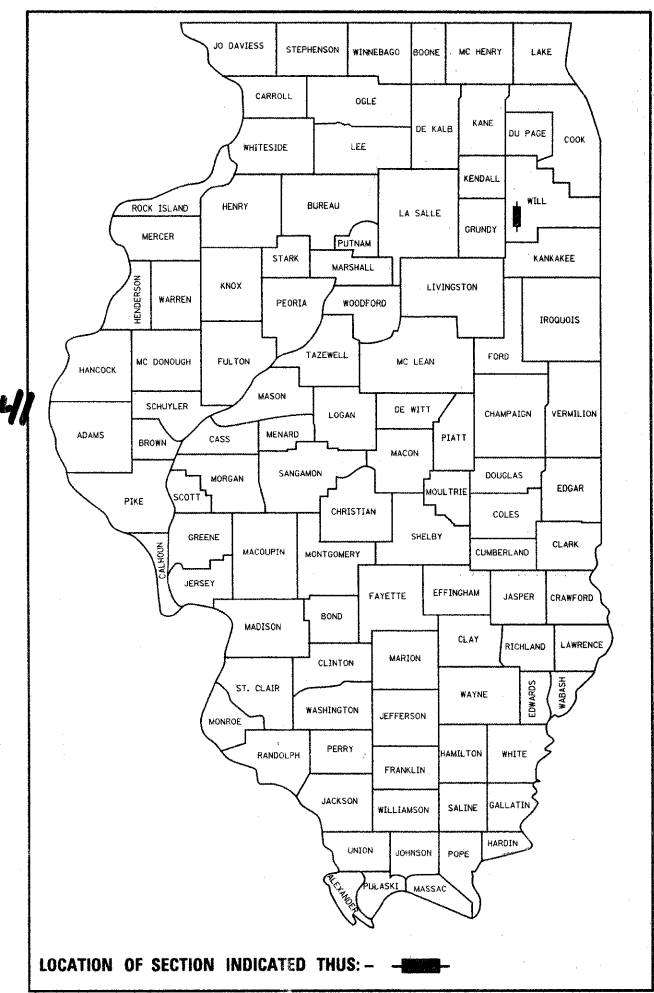 JO DAVIESS STEPHENSON WINNEBAGO BOONE MC HENRY LAKE
CARROLL OGLE DE KALB KANE DU PAGE COOK
WHITESIDE LEE
KENDALL WILL
ROCK ISLAND HENRY BUREAU LA SALLE GRUNDY
MERCER PUTNAM
STARK MARSHALL KANKAKEE
HENDERSON WARREN KNOX PEORIA WOODFORD LIVINGSTON IROQUOIS
HANCOCK MC DONOUGH FULTON TAZEWELL MC LEAN FORD
MASON
SCHUYLER LOGAN DE WITT CHAMPAIGN VERMILION
ADAMS BROWN CASS MENARD MACON PIATT
MORGAN SANGAMON DOUGLAS EDGAR
PIKE SCOTT CHRISTIAN MOULTRIE COLES
GREENE MACOUPIN MONTGOMERY SHELBY CUMBERLAND CLARK
CALHOUN JERSEY
FAYETTE EFFINGHAM JASPER CRAWFORD
MADISON BOND
CLAY RICHLAND LAWRENCE
CLINTON MARION
ST. CLAIR WAYNE EDWARDS WABASH
WASHINGTON JEFFERSON
MONROE
RANDOLPH PERRY HAMILTON WHITE
FRANKLIN
JACKSON WILLIAMSON SALINE GALLATIN
UNION JOHNSON POPE HARDIN
ALEXANDER PULASKI MASSAC
LOCATION OF SECTION INDICATED THUS: –